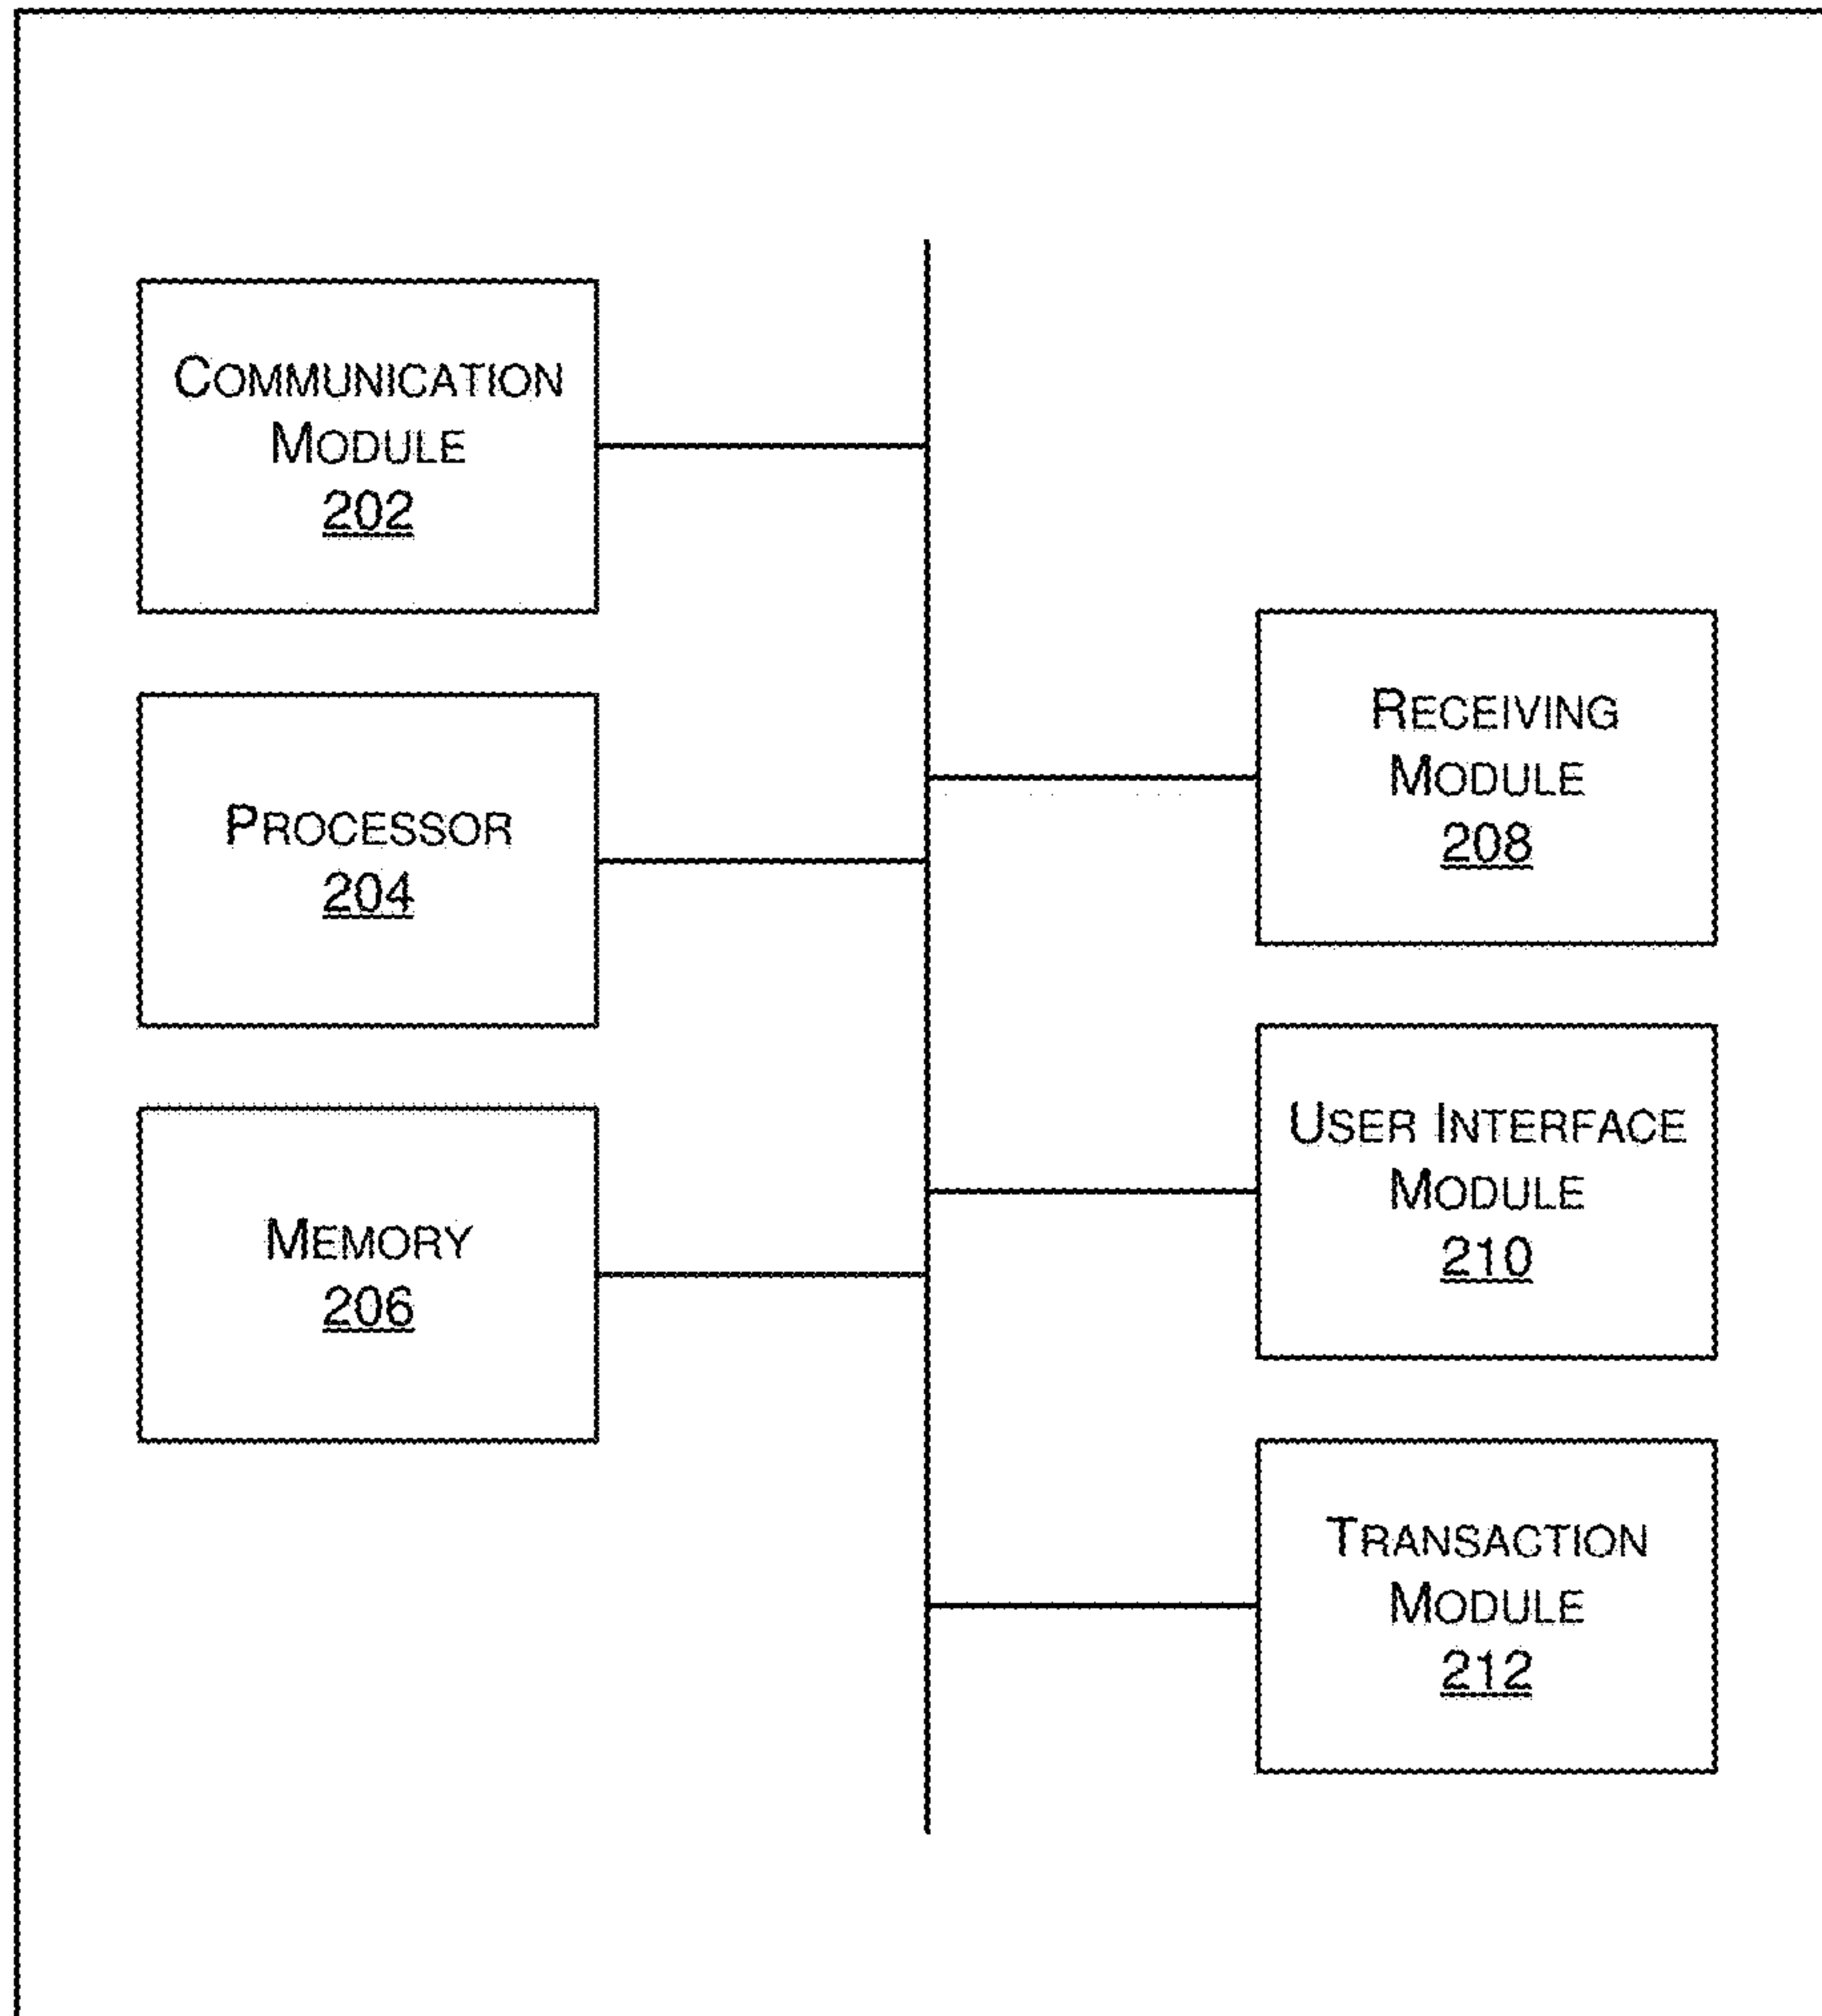 COMMUNICATION
MODULE
202
PROCESSOR
204
MEMORY
206
RECEIVING
MODULE
208
USER INTERFACE
MODULE
210
TRANSACTION
MODULE
212